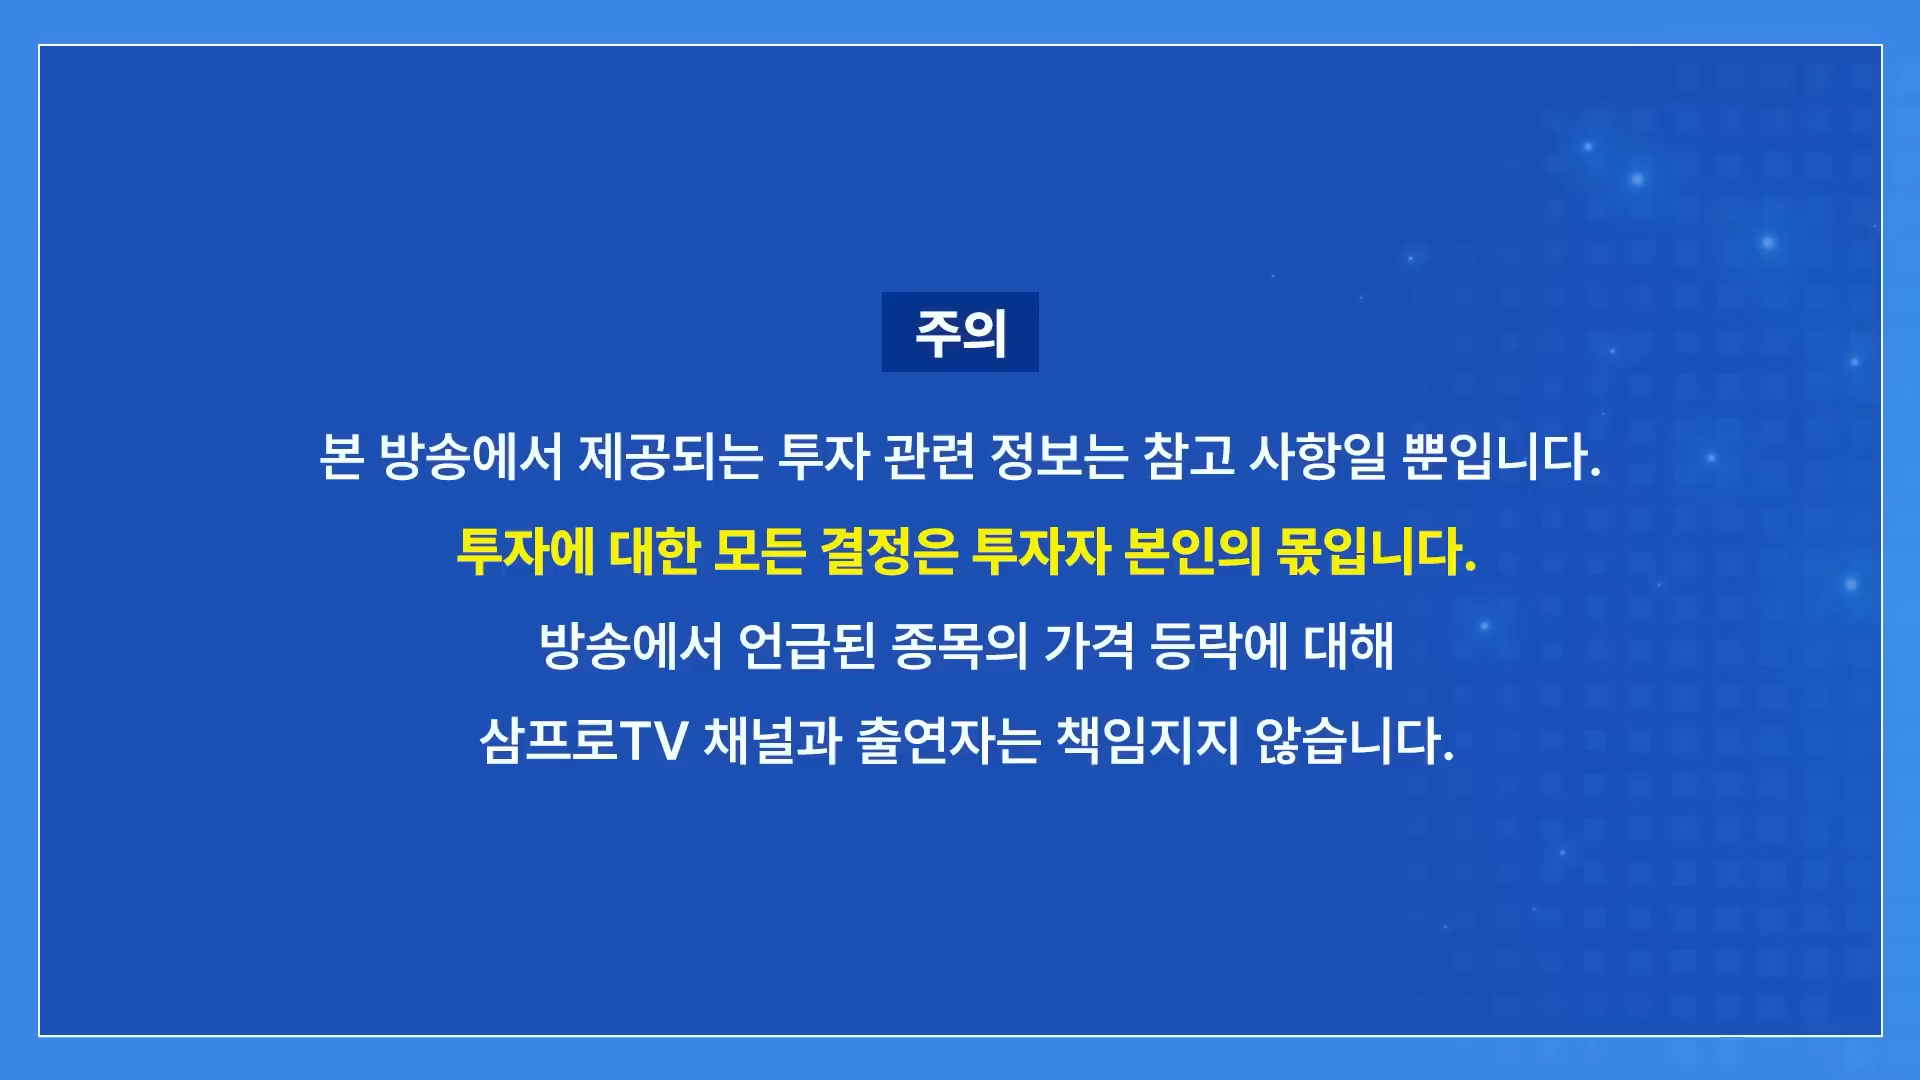 주의
본 방송에서 제공되는 투자 관련 정보는 참고 사항일 뿐입니다.
투자에 대한 모든 결정은 투자자 본인의 몫입니다.
방송에서 언급된 종목의 가격 등락에 대해
삼프로TV 채널과 출연자는 책임지지 않습니다.